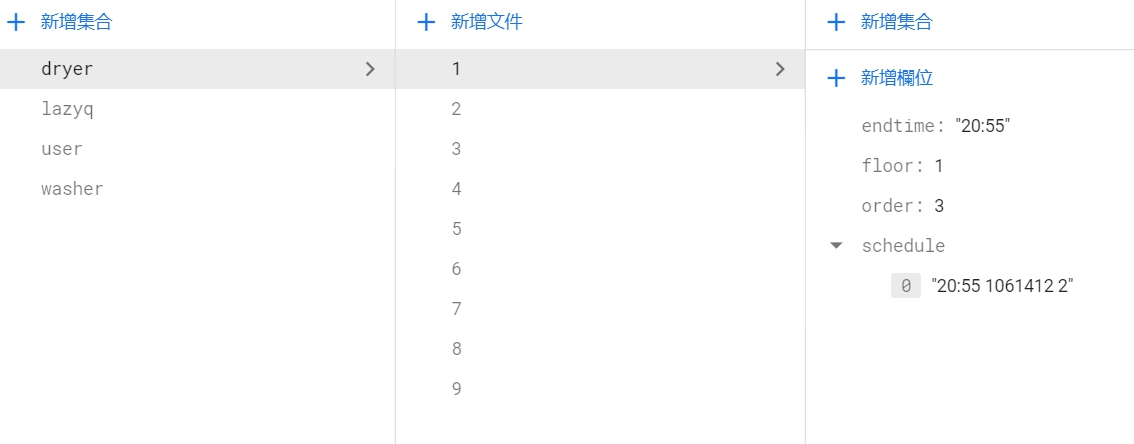 新增集合
dryer
lazyq
user
washer
新增文件
1
2
3
4
5
6
7
8
9
新增集合
新增欄位
endtime: "20:55"
floor: 1
order: 3
schedule
0 "20:55 1061412 2"